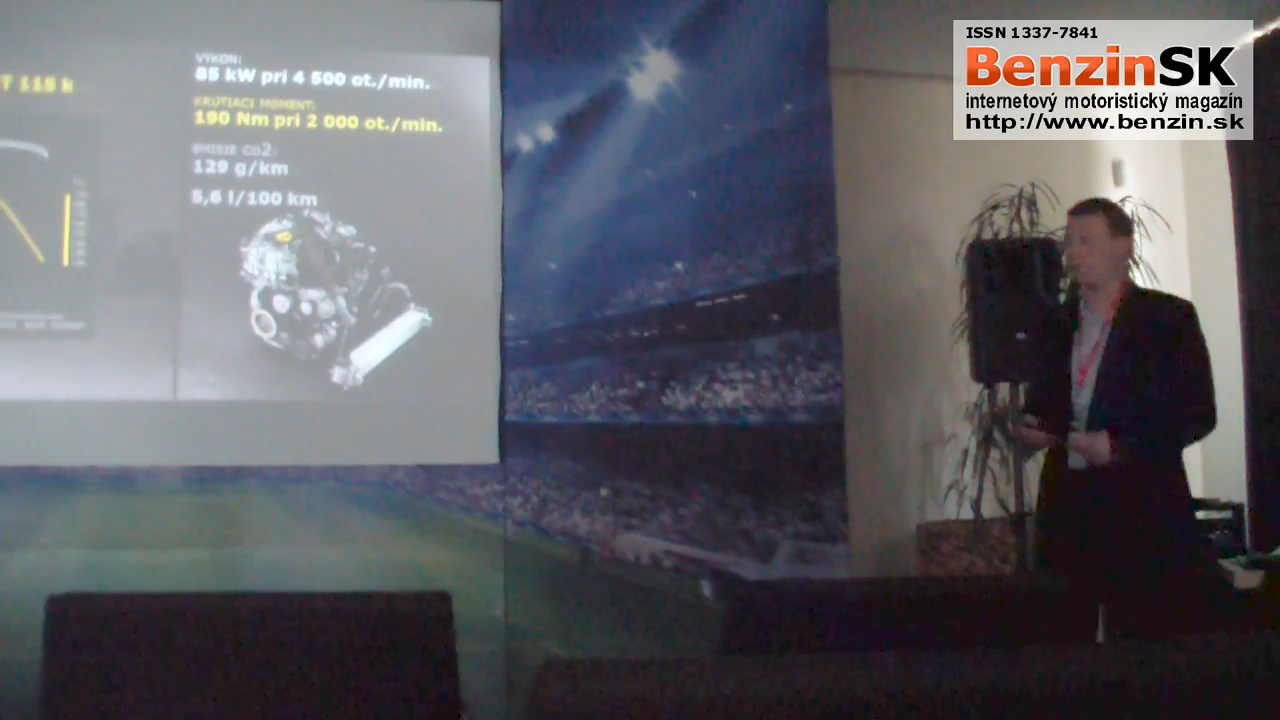 ISSN 1337-7841
BenzinSK
internetový motoristický magazín
http://www.benzin.sk
VÝKON:
85 kW pri 4 500 ot./min.
KRÚTIACI MOMENT:
190 Nm pri 2 000 ot./min.
EMISIE CO2:
129 g/km
5,6 l/100 km